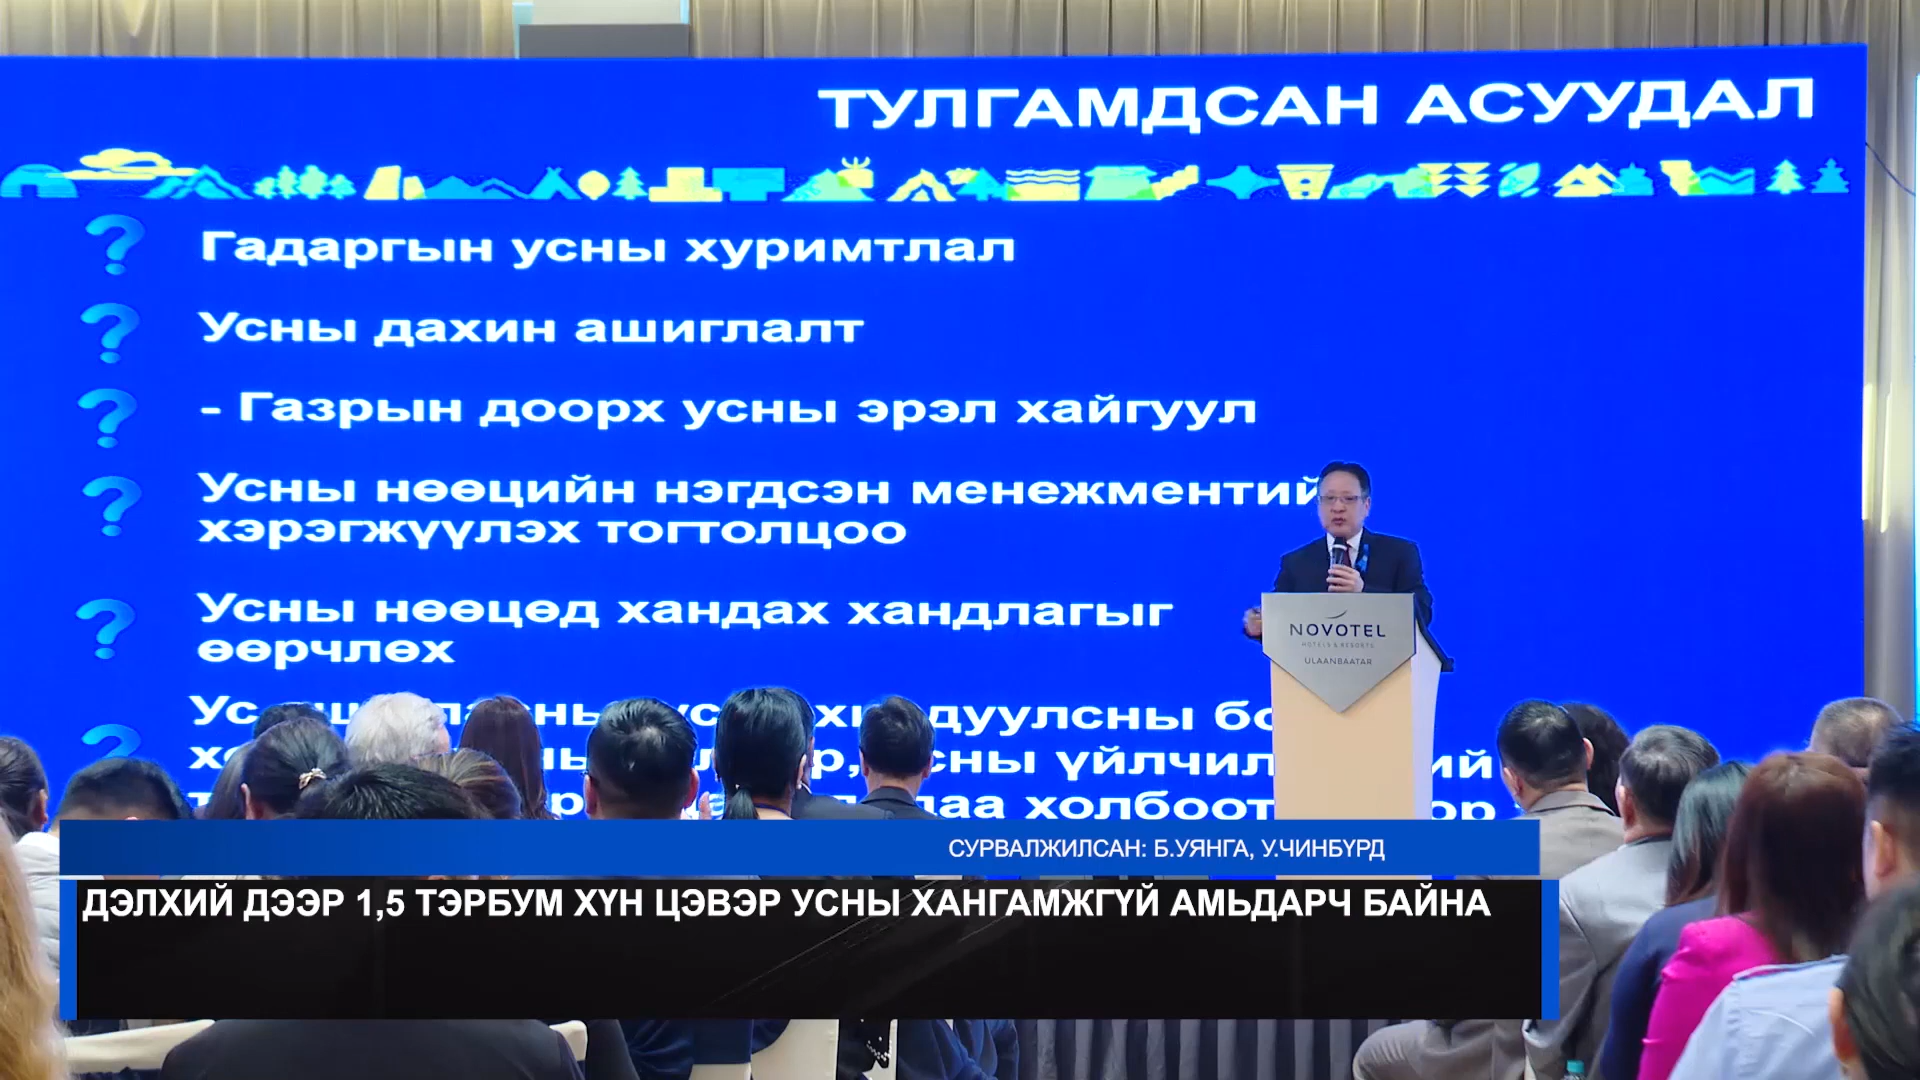 ТУЛГАМДСАН АСУУДАЛ
Гадаргын усны хуримтлал
Усны дахин ашиглалт
- Газрын доорх усны эрэл хайгуул
Усны нөөцийн нэгдсэн менежментий
хэрэгжүүлэх тогтолцоо
Усны нөөцөд хандах хандлагыг
өөрчлөх
NOVOTEL
HOTELS & RESORTS
ULAANBAATAR
СУРВАЛЖИЛСАН: Б.УЯНГА, У.ЧИНБҮРД
ДЭЛХИЙ ДЭЭР 1,5 ТЭРБУМ ХҮН ЦЭВЭР УСНЫ ХАНГАМЖГҮЙ АМЬДАРЧ БАЙНА